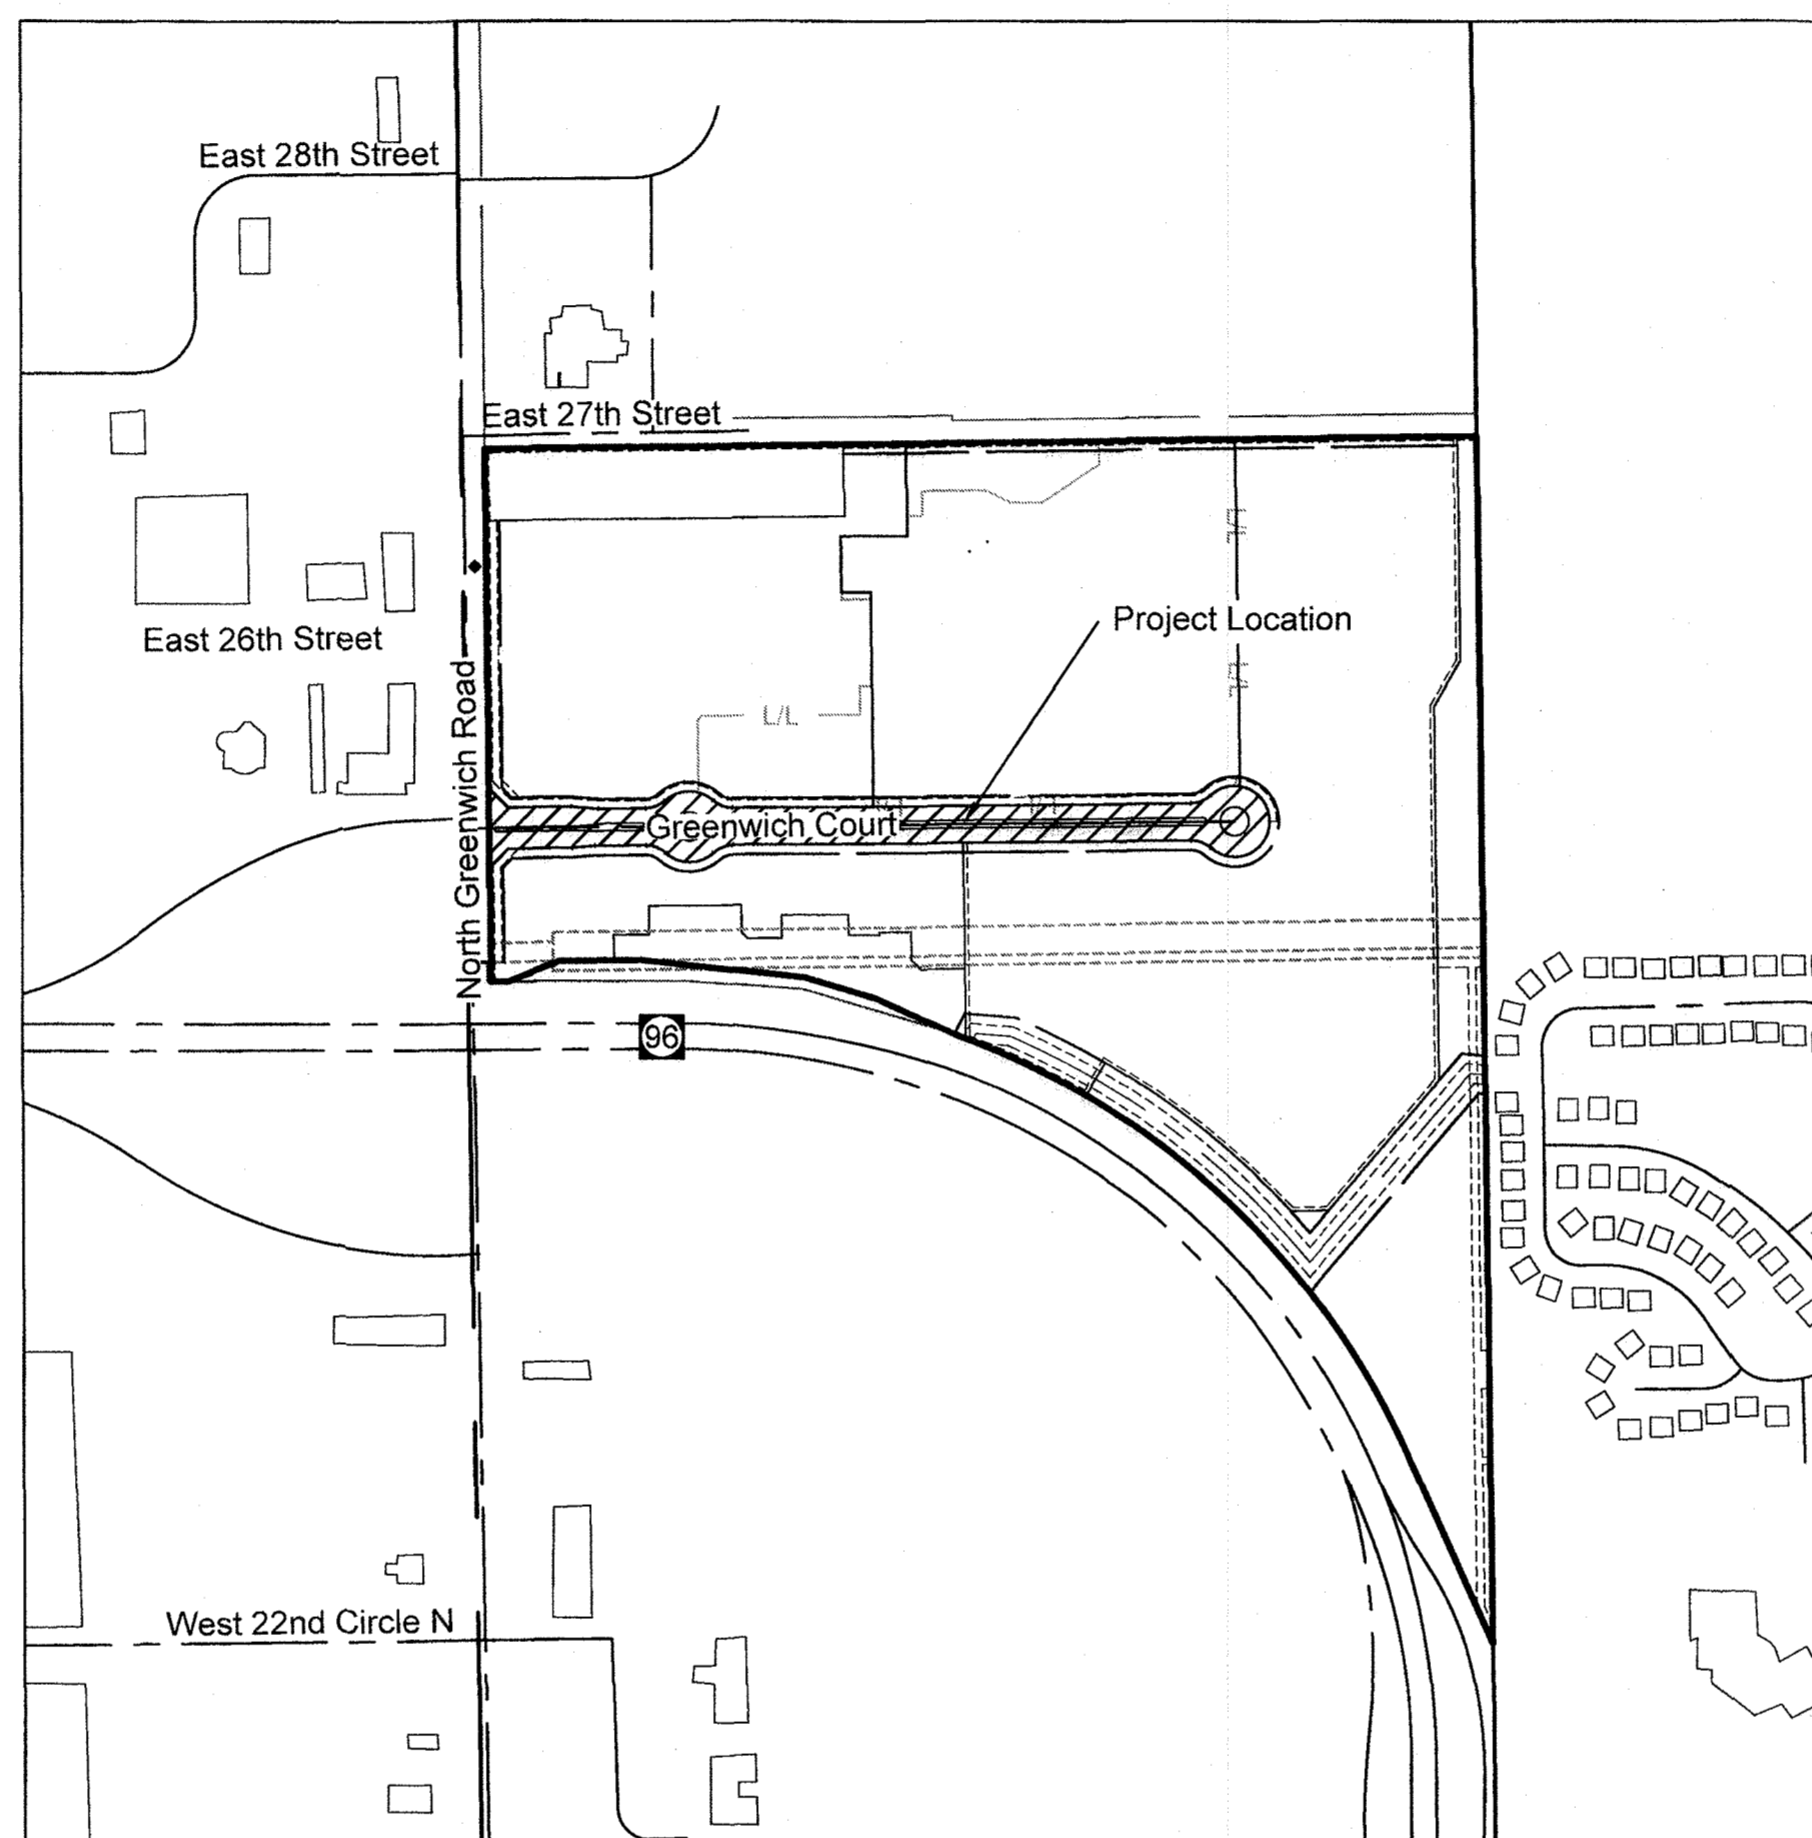 East 28th Street
East 27th Street
Project Location
East 26th Street
North Greenwich Road
L/L
Greenwich Court
96
West 22nd Circle N